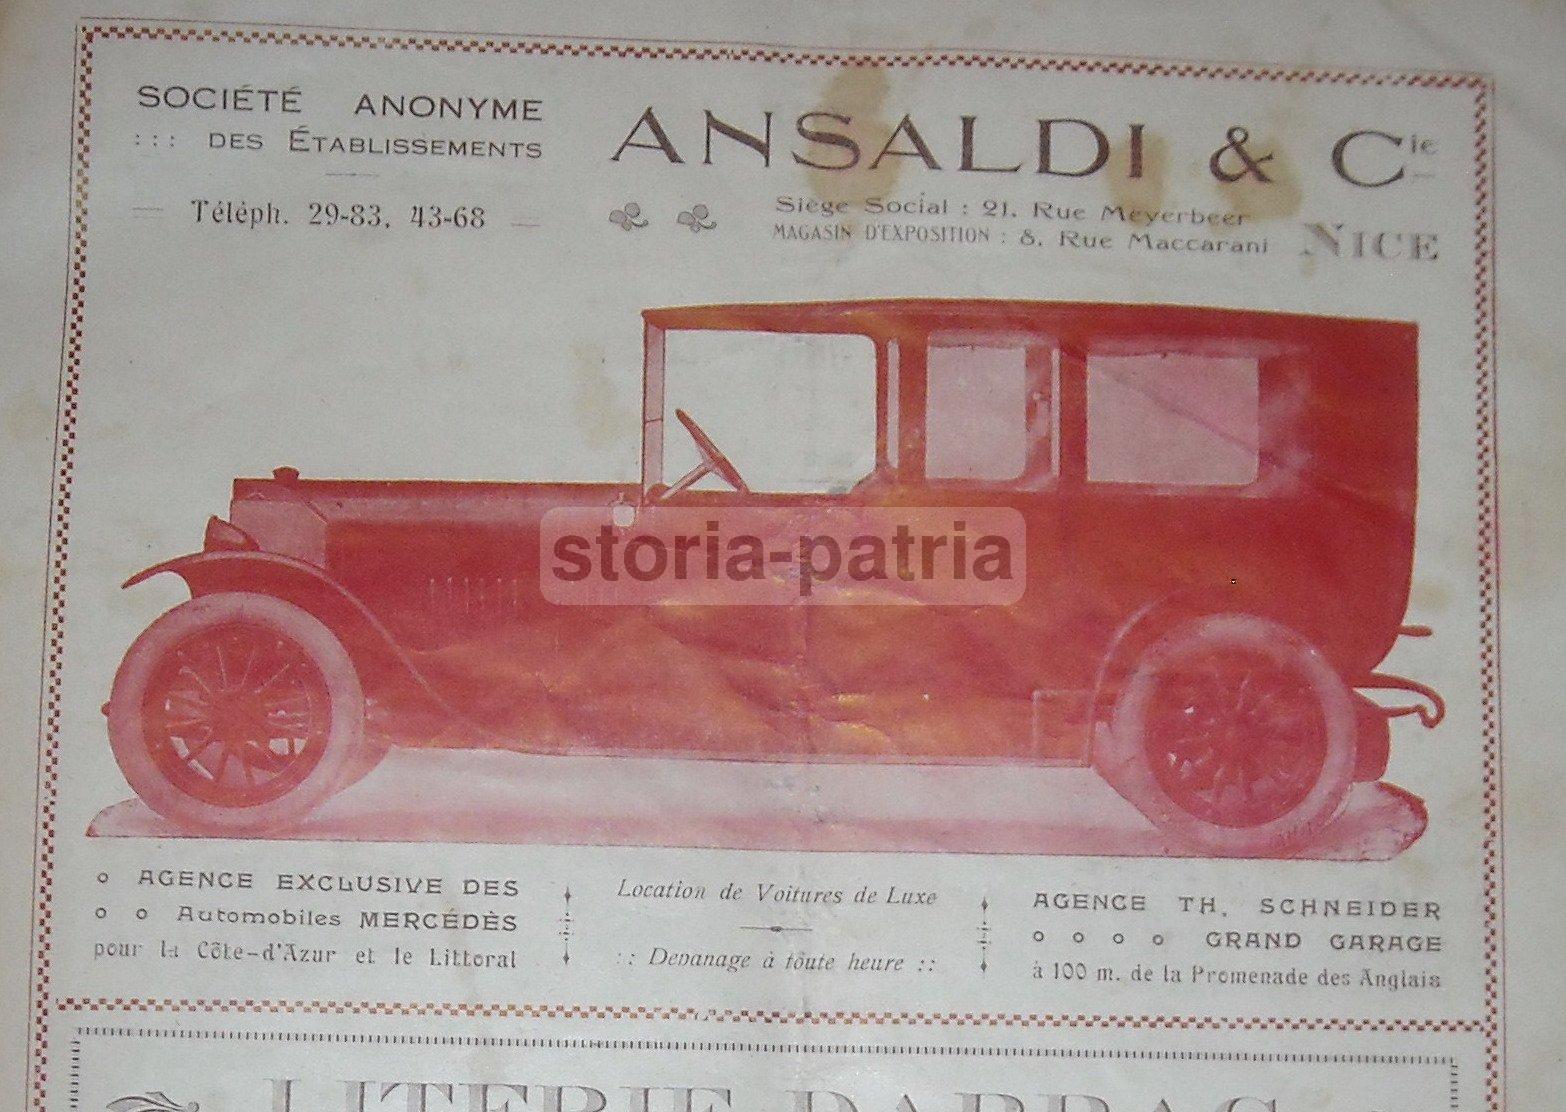 SOCIÉTÉ ANONYME
::: DES ÉTABLISSEMENTS
— Téléph. 29-83, 43-68 —
ANSALDI & Cie
Siège Social : 21, Rue Meyerbeer
MAGASIN D'EXPOSITION : 8, Rue Maccarani
NICE
storia-patria
AGENCE EXCLUSIVE DES
Automobiles MERCÉDÈS
pour la Côte-d'Azur et le Littoral
Location de Voitures de Luxe
:: Depanage à toute heure ::
AGENCE TH. SCHNEIDER
GRAND GARAGE
à 100 m. de la Promenade des Anglais
LITERIE DARRAC